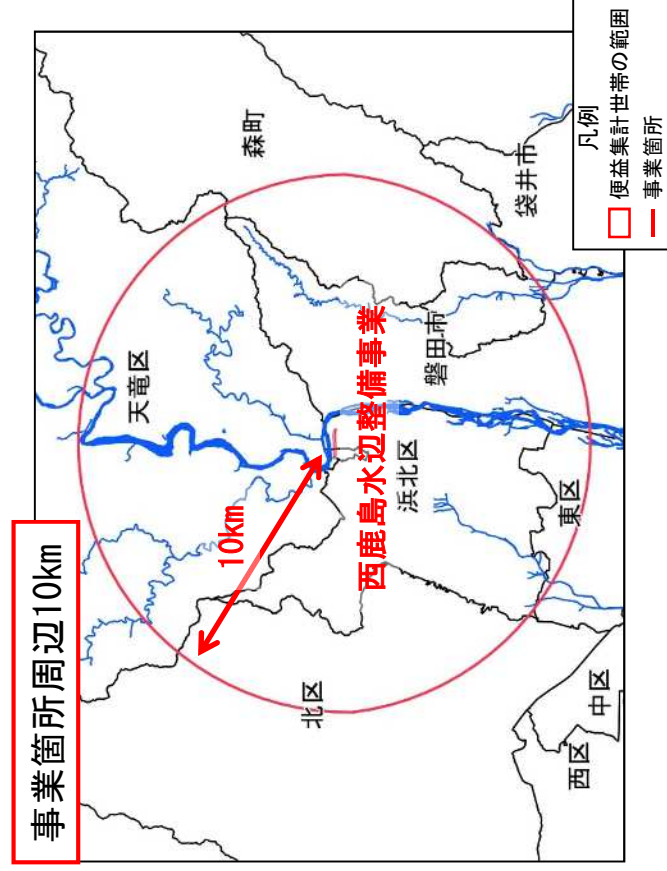 事業箇所周辺10km
天竜区
森町
10km
西鹿島水辺整備事業
北区
浜北区
磐田市
袋井市
東区
西区
中区
凡例
便益集計世帯の範囲
事業箇所